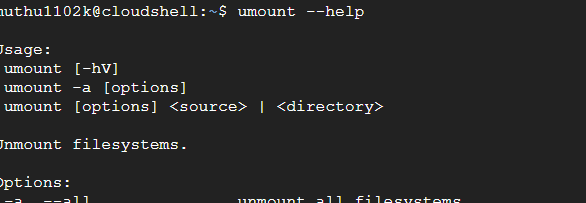 muthu1102k@cloudshell:~$ umount --help
Usage:
umount [-hV]
umount -a [options]
umount [options] <source> | <directory>
Unmount filesystems.
Options:
-a, --all unmount all filesystems